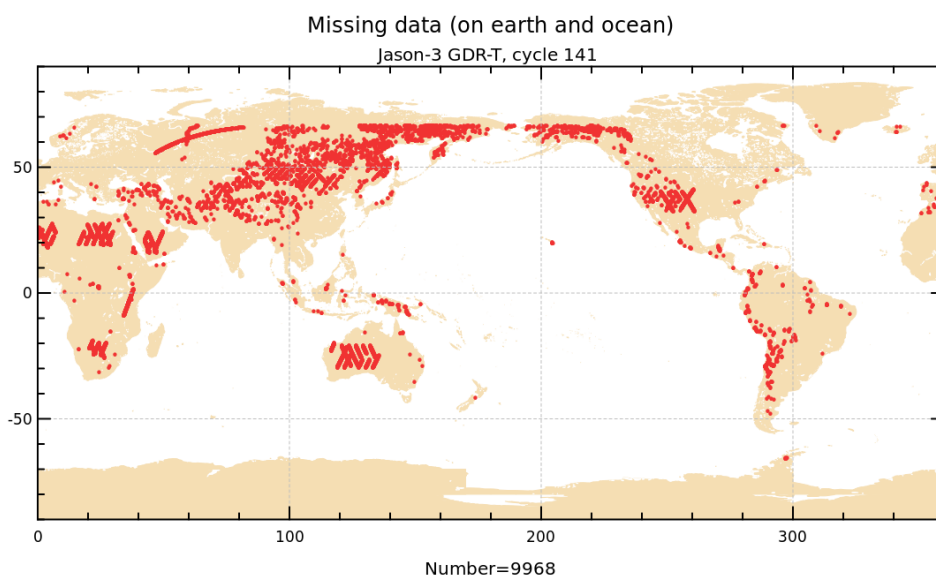 Missing data (on earth and ocean)
Jason-3 GDR-T, cycle 141
50
0
-50
0 100 200 300
Number=9968